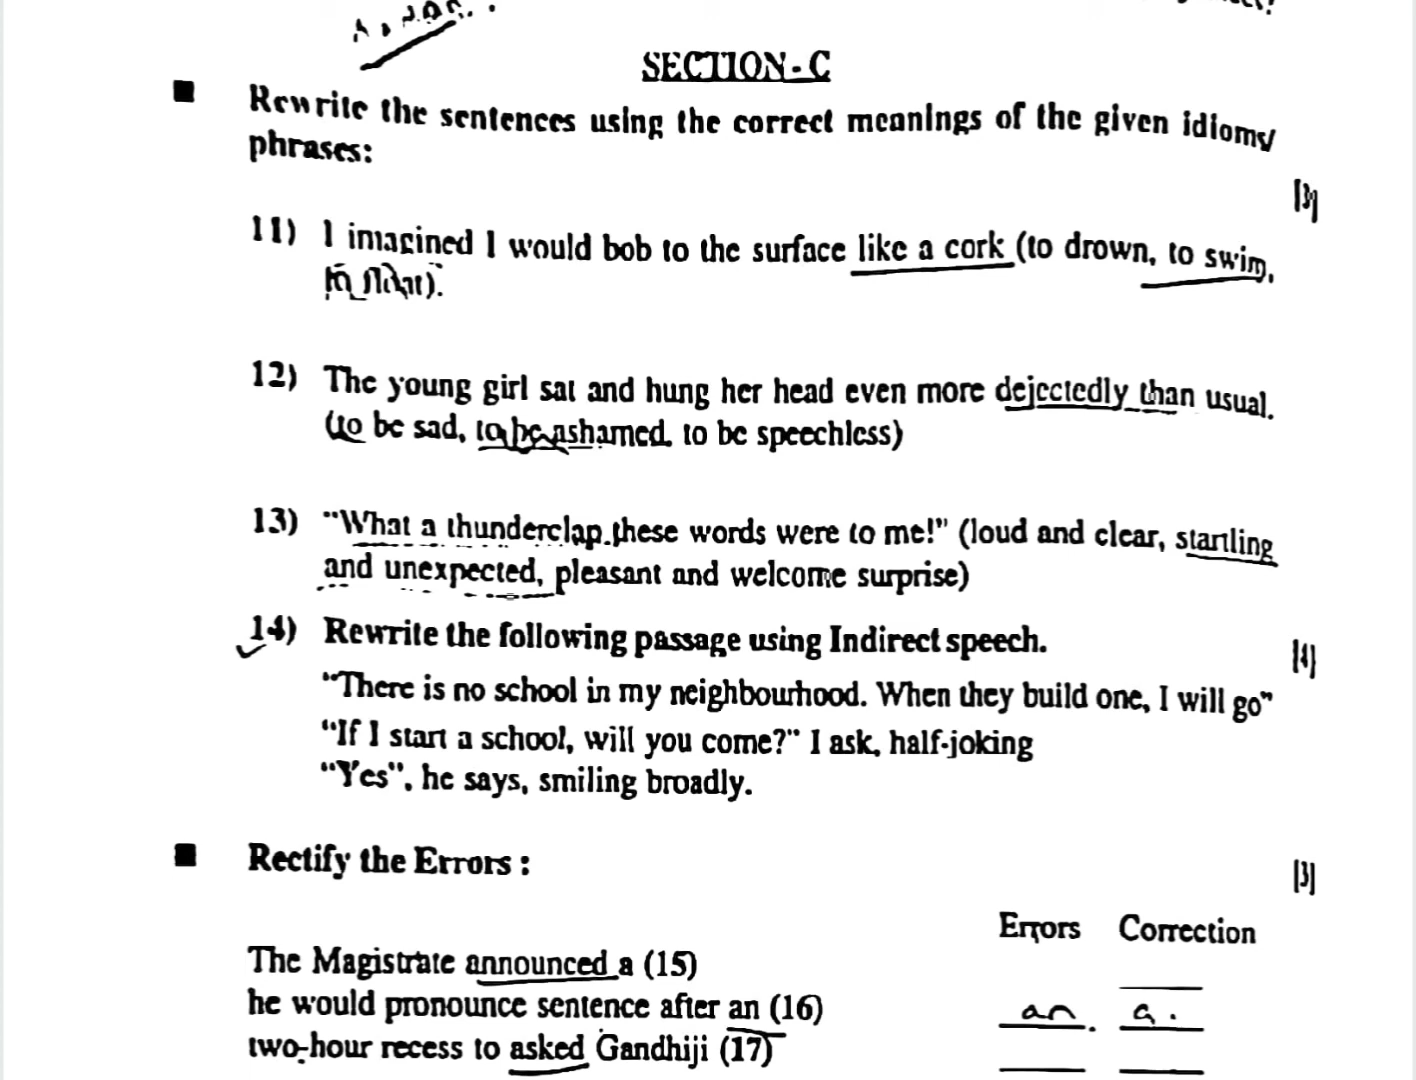 SECTION - C
■ Rewrite the sentences using the correct meanings of the given idioms/
phrases:
[3]
11) I imagined I would bob to the surface like a cork (to drown, to swim,
to float).
12) The young girl sat and hung her head even more dejectedly than usual.
(to be sad, to be ashamed, to be speechless)
13) "What a thunderclap these words were to me!" (loud and clear, startling
and unexpected, pleasant and welcome surprise)
14) Rewrite the following passage using Indirect speech.
[4]
"There is no school in my neighbourhood. When they build one, I will go"
"If I start a school, will you come?" I ask, half-joking
"Yes", he says, smiling broadly.
■ Rectify the Errors :
[3]
Errors Correction
The Magistrate announced a (15)
he would pronounce sentence after an (16) an a.
two-hour recess to asked Gandhiji (17)